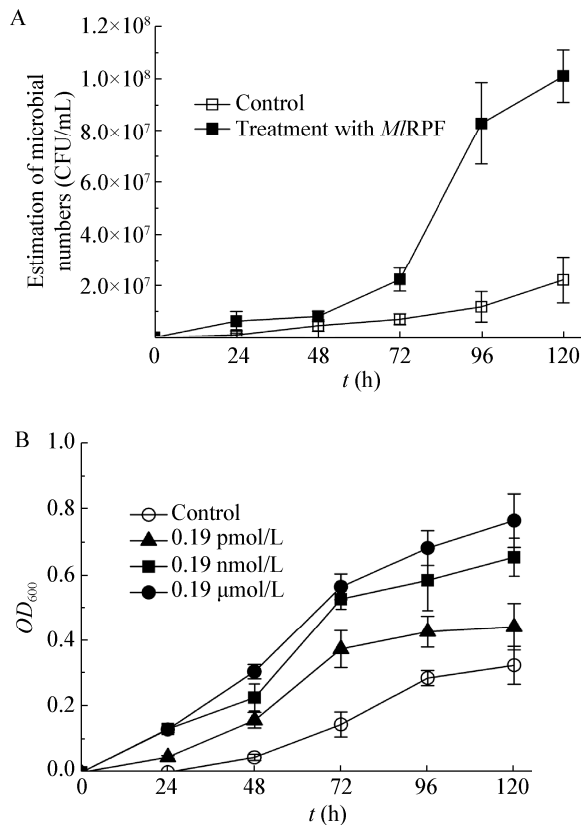 A
1.2×10⁸
1.0×10⁸
8.0×10⁷
6.0×10⁷
4.0×10⁷
2.0×10⁷
Estimation of microbial
numbers (CFU/mL)
Control
Treatment with MlRPF
0 24 48 72 96 120
t (h)
B
1.0
0.8
0.6
0.4
0.2
0.0
OD₆₀₀
Control
0.19 pmol/L
0.19 nmol/L
0.19 μmol/L
0 24 48 72 96 120
t (h)